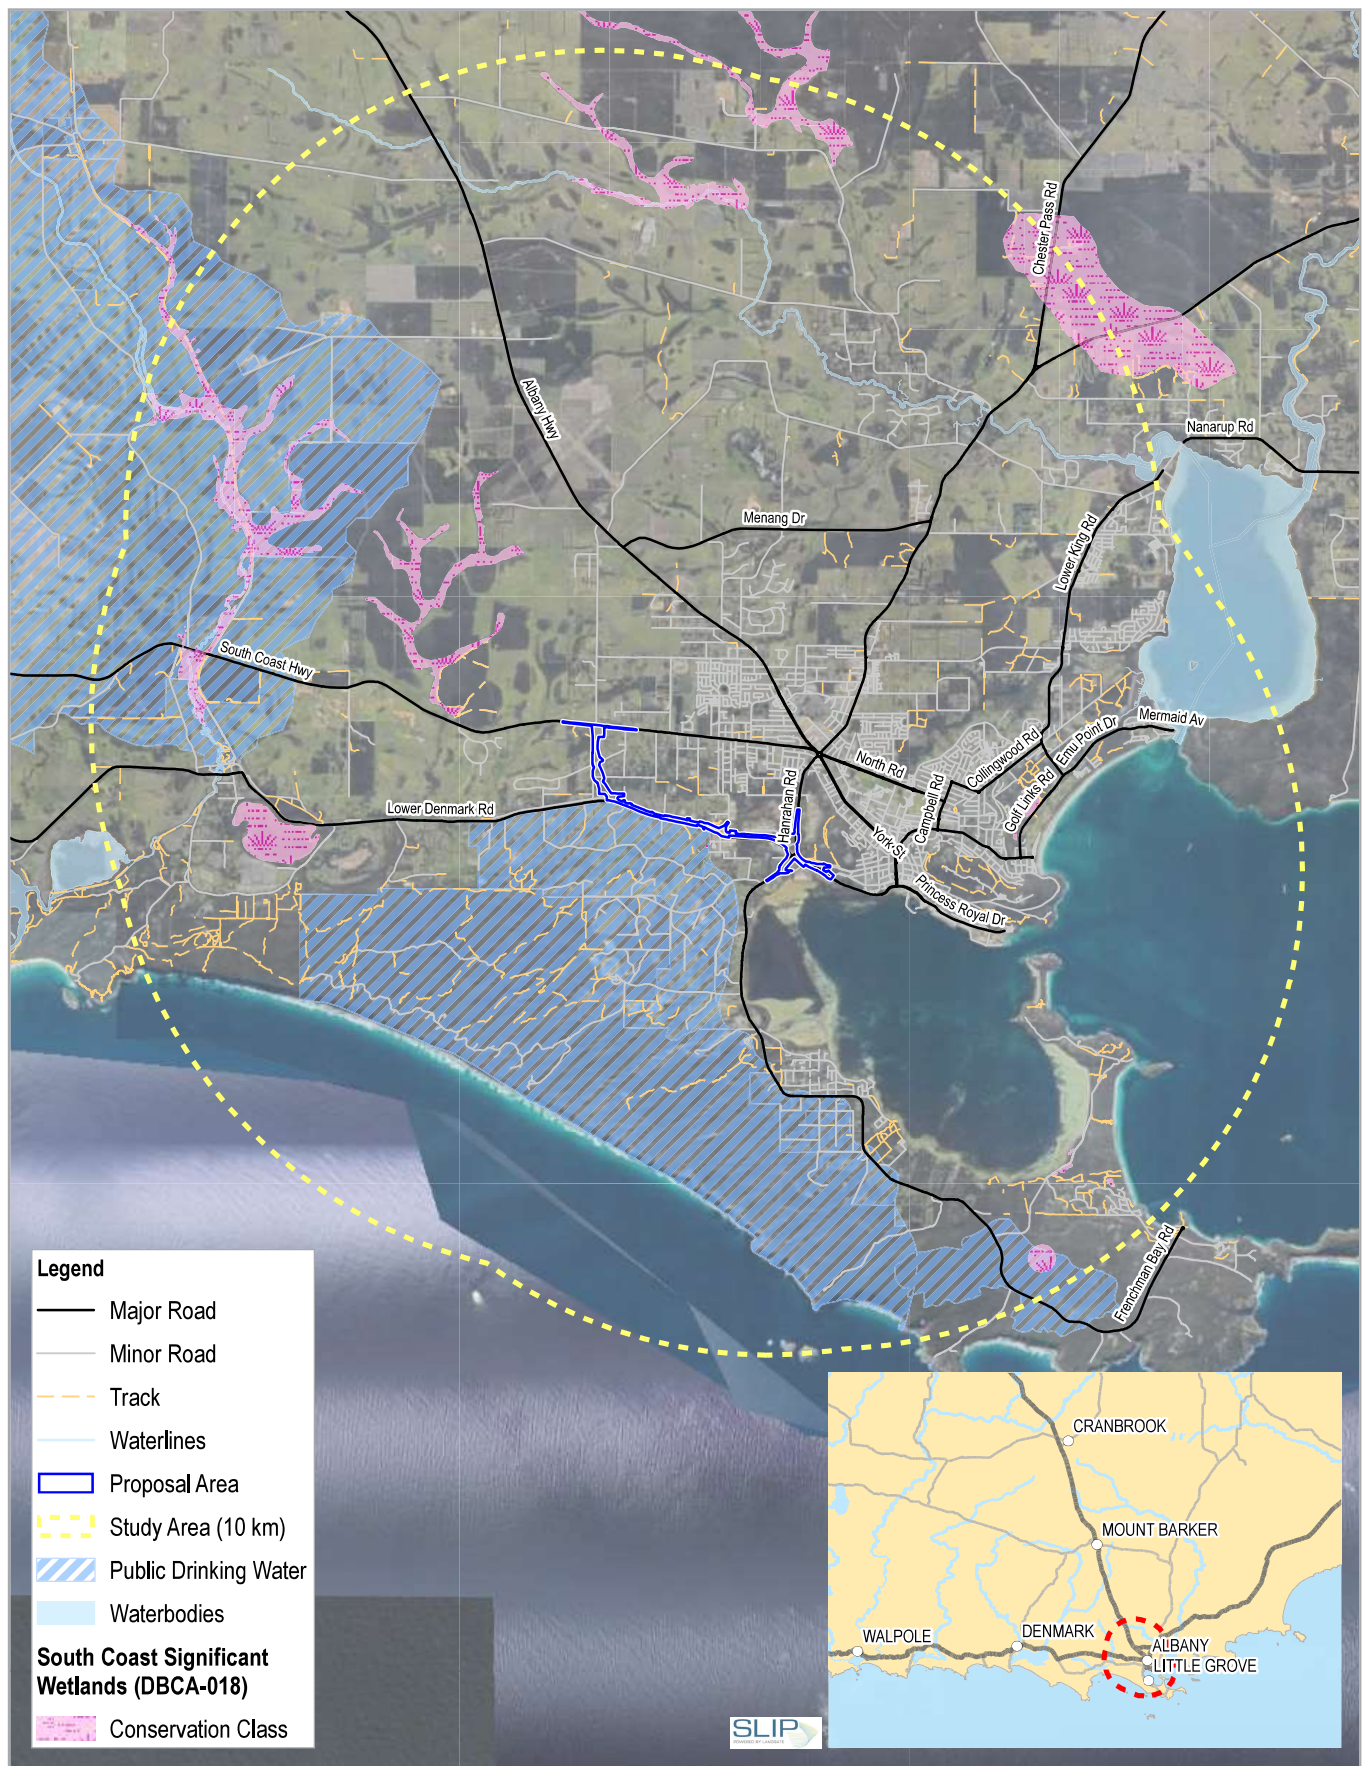 Chester Pass Rd
Albany Hwy
Nanarup Rd
Menang Dr
Lower King Rd
South Coast Hwy
Mermaid Av
Emu Point Dr
Collingwood Rd
North Rd
Hanrahan Rd
Campbell Rd
Golf Links Rd
Lower Denmark Rd
York St
Princess Royal Dr
Frenchman Bay Rd
Legend
Major Road
Minor Road
Track
Waterlines
Proposal Area
Study Area (10 km)
Public Drinking Water
Waterbodies
South Coast Significant
Wetlands (DBCA-018)
Conservation Class
CRANBROOK
MOUNT BARKER
WALPOLE
DENMARK
ALBANY
LITTLE GROVE
SLIP
POWERED BY LANDGATE